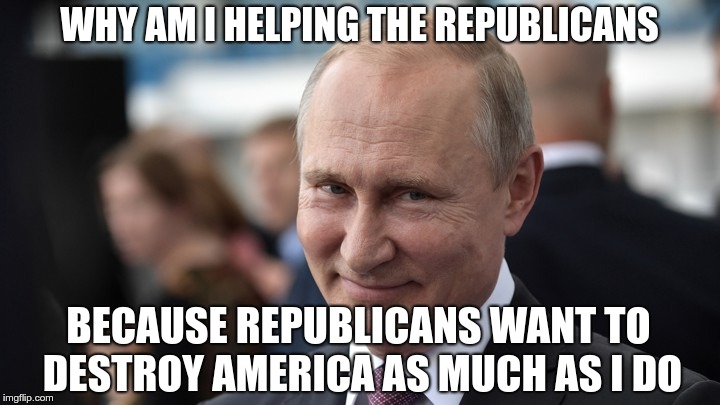 WHY AM I HELPING THE REPUBLICANS
BECAUSE REPUBLICANS WANT TO
DESTROY AMERICA AS MUCH AS I DO
imgflip.com